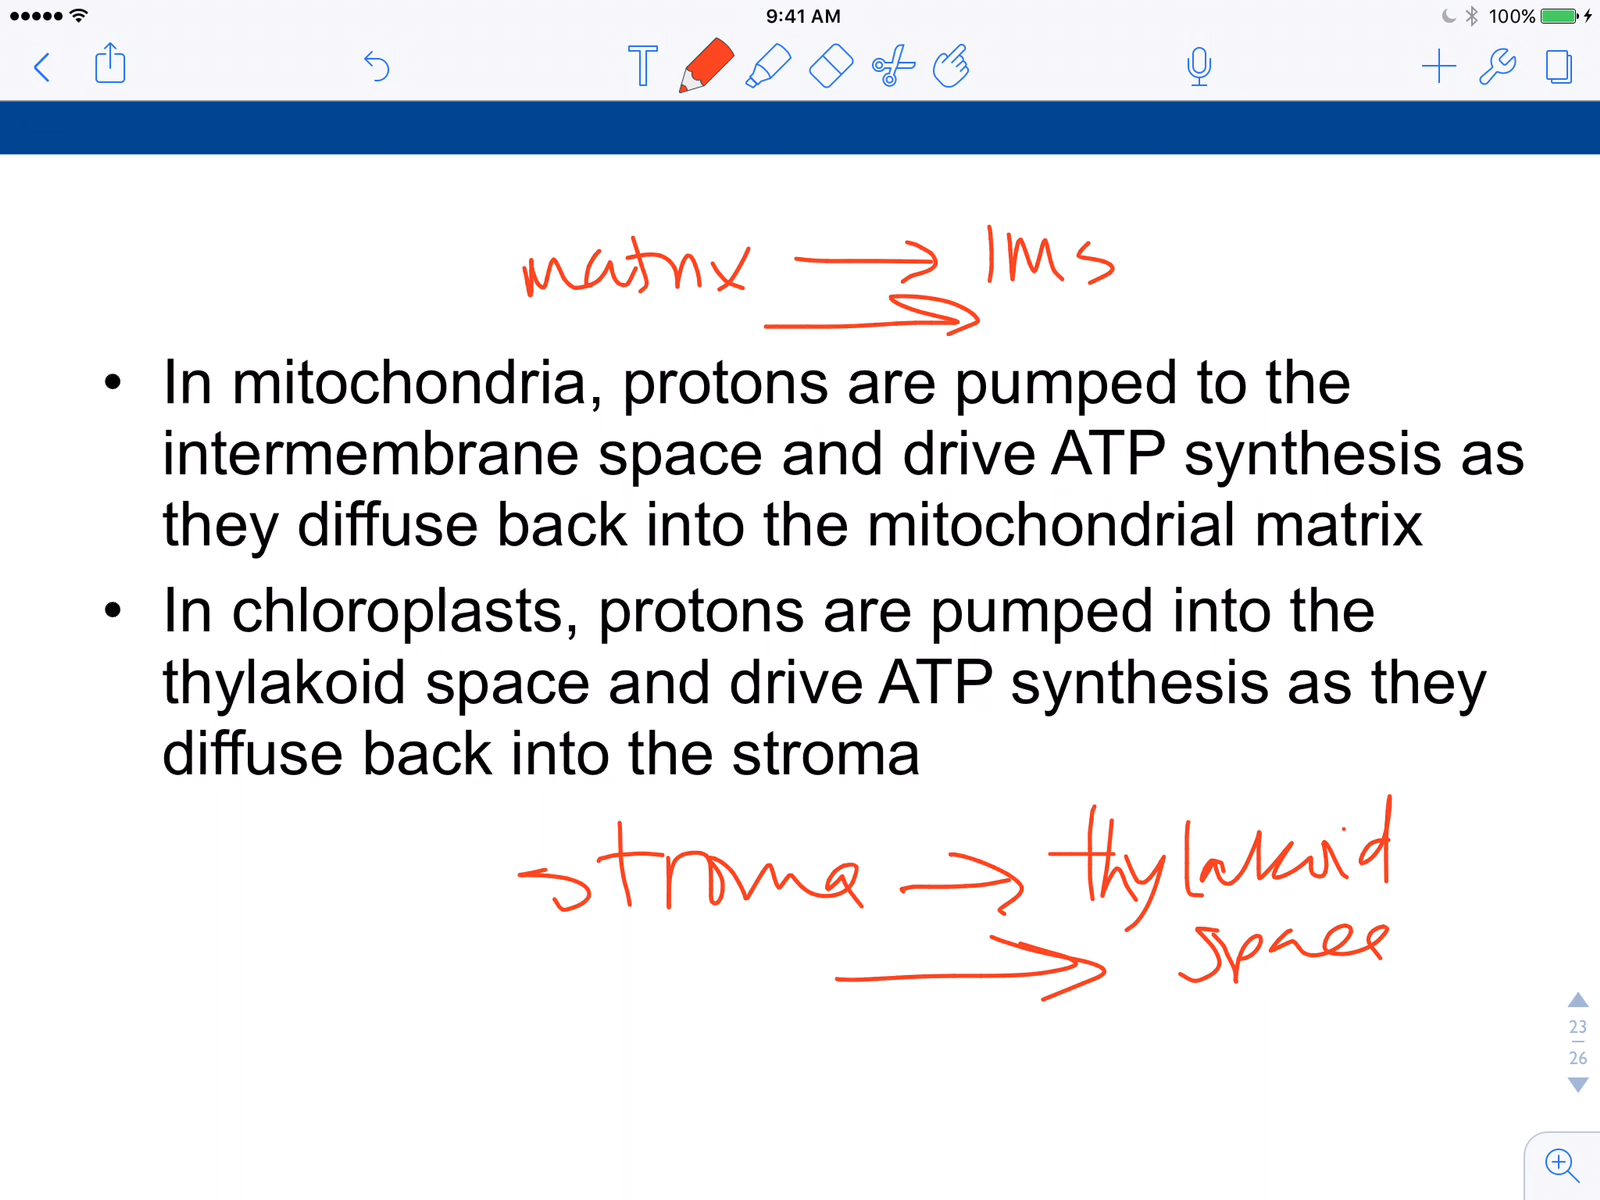 9:41 AM
100%
T
matrix → IMS
• In mitochondria, protons are pumped to the
intermembrane space and drive ATP synthesis as
they diffuse back into the mitochondrial matrix
• In chloroplasts, protons are pumped into the
thylakoid space and drive ATP synthesis as they
diffuse back into the stroma
stroma → thylakoid
space
23
26